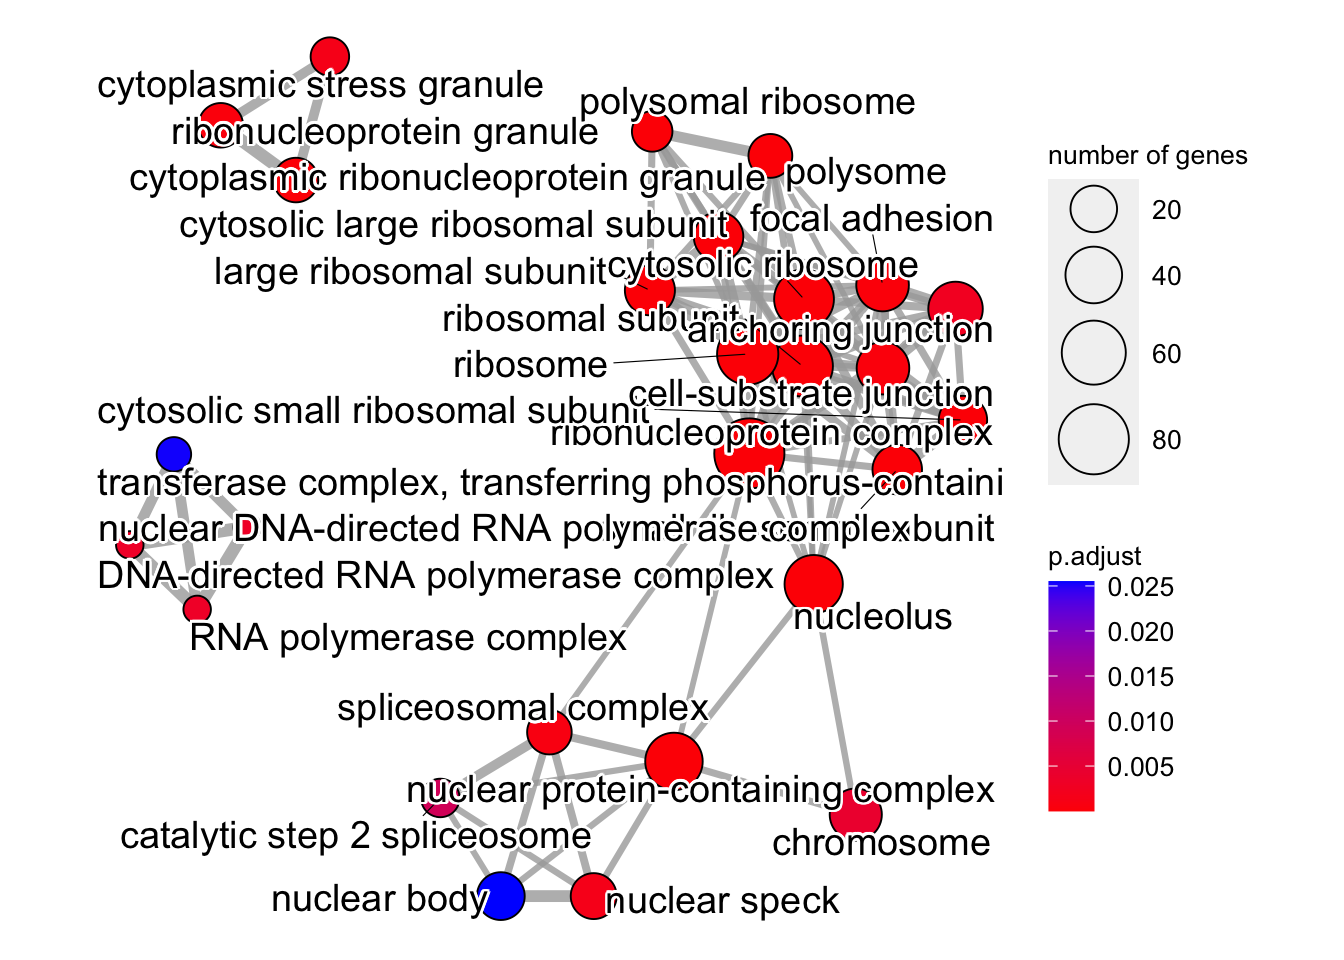 cytoplasmic stress granule
polysomal ribosome
ribonucleoprotein granule
polysome
cytoplasmic ribonucleoprotein granule
focal adhesion
cytosolic large ribosomal subunit
cytosolic ribosome
large ribosomal subunit
ribosomal subunit
anchoring junction
ribosome
cell-substrate junction
cytosolic small ribosomal subunit
ribonucleoprotein complex
transferase complex, transferring phosphorus-containi
nuclear DNA-directed RNA polymerase complex
DNA-directed RNA polymerase complex
nucleolus
RNA polymerase complex
spliceosomal complex
nuclear protein-containing complex
catalytic step 2 spliceosome
chromosome
nuclear body
nuclear speck
number of genes
20
40
60
80
p.adjust
0.025
0.020
0.015
0.010
0.005